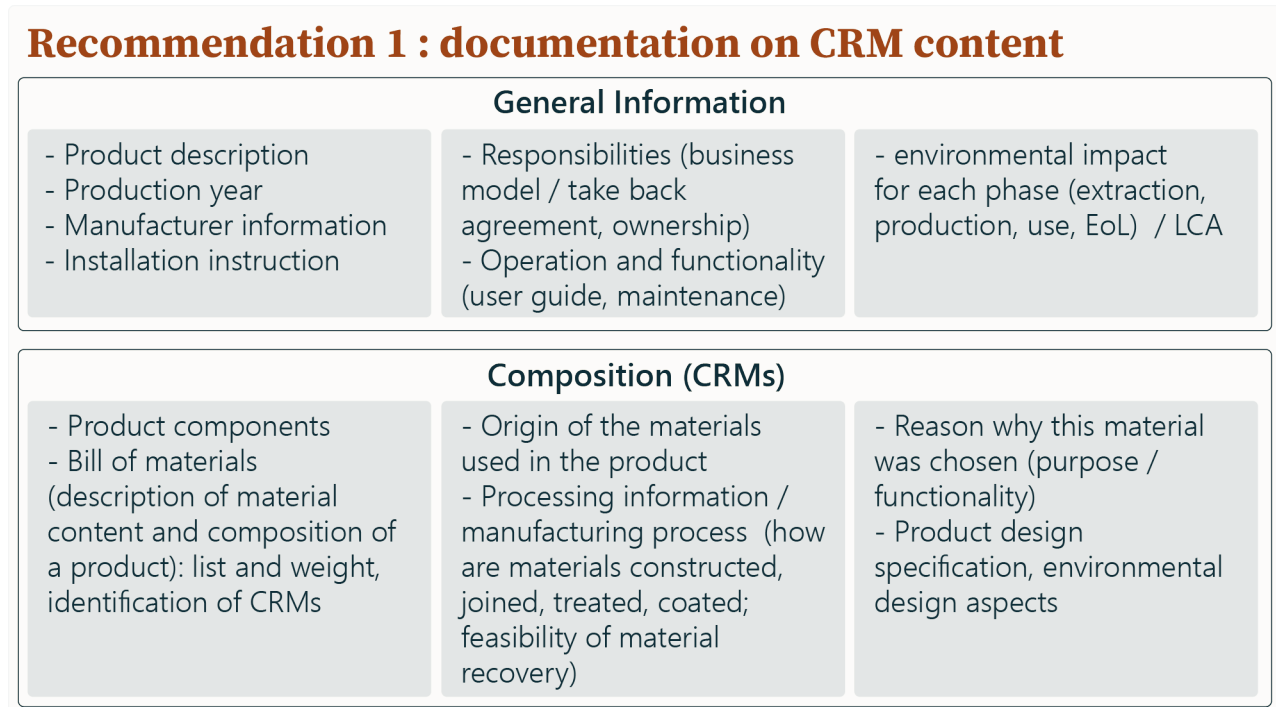 Recommendation 1 : documentation on CRM content
General Information
- Product description
- Production year
- Manufacturer information
- Installation instruction
- Responsibilities (business
model / take back
agreement, ownership)
- Operation and functionality
(user guide, maintenance)
- environmental impact
for each phase (extraction,
production, use, EoL)  / LCA
Composition (CRMs)
- Product components
- Bill of materials
(description of material
content and composition of
a product): list and weight,
identification of CRMs
- Origin of the materials
used in the product
- Processing information /
manufacturing process  (how
are materials constructed,
joined, treated, coated;
feasibility of material
recovery)
- Reason why this material
was chosen (purpose /
functionality)
- Product design
specification, environmental
design aspects